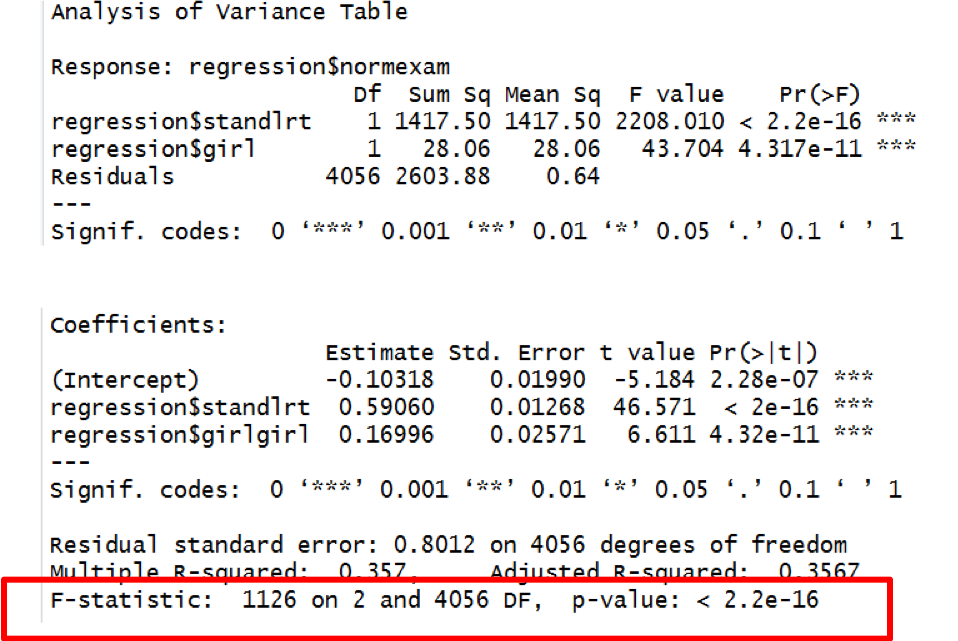 Analysis of Variance Table
Response: regression$normexam
Df Sum Sq Mean Sq F value Pr(>F)
regression$standlrt 1 1417.50 1417.50 2208.010 < 2.2e-16 ***
regression$girl 1 28.06 28.06 43.704 4.317e-11 ***
Residuals 4056 2603.88 0.64
---
Signif. codes: 0 ‘***’ 0.001 ‘**’ 0.01 ‘*’ 0.05 ‘.’ 0.1 ‘ ’ 1
Coefficients:
Estimate Std. Error t value Pr(>|t|)
(Intercept) -0.10318 0.01990 -5.184 2.28e-07 ***
regression$standlrt 0.59060 0.01268 46.571 < 2e-16 ***
regression$girlgirl 0.16996 0.02571 6.611 4.32e-11 ***
---
Signif. codes: 0 ‘***’ 0.001 ‘**’ 0.01 ‘*’ 0.05 ‘.’ 0.1 ‘ ’ 1
Residual standard error: 0.8012 on 4056 degrees of freedom
Multiple R-squared: 0.357, Adjusted R-squared: 0.3567
F-statistic: 1126 on 2 and 4056 DF, p-value: < 2.2e-16